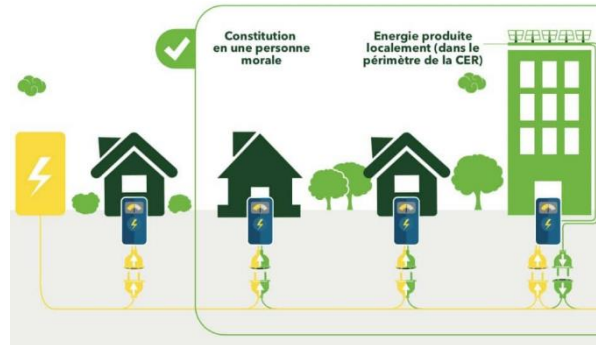 Constitution
en une personne
morale
Energie produite
localement (dans le
périmètre de la CER)